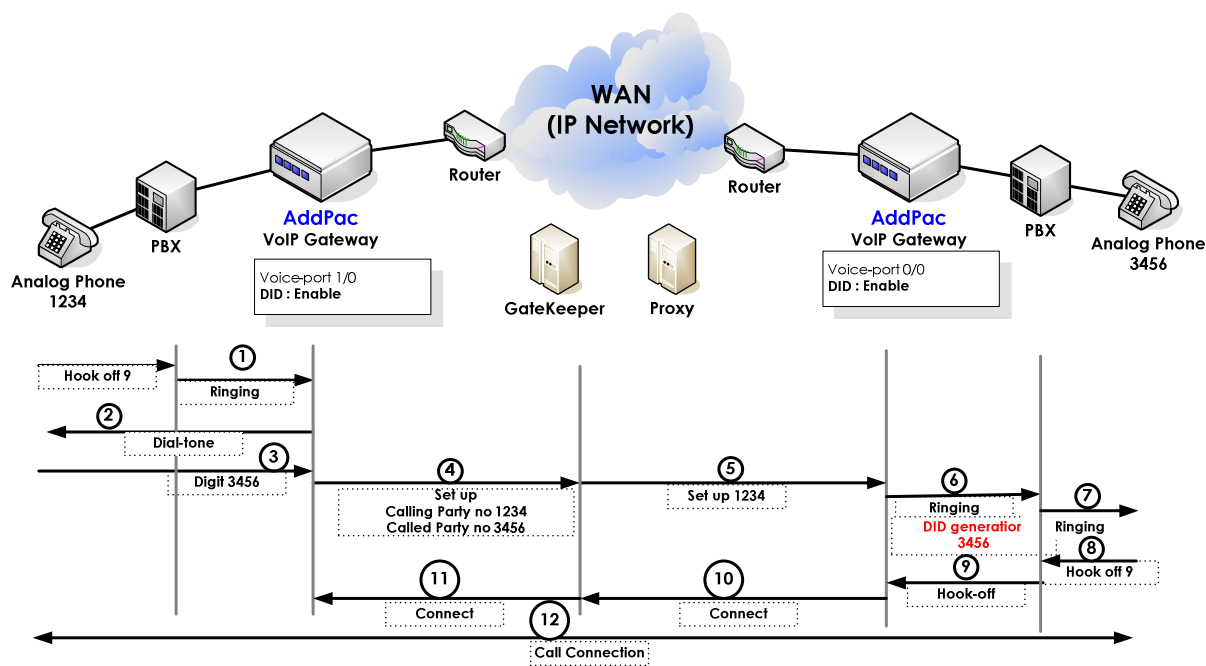 WAN
(IP Network)
Router
Router
AddPac
VoIP Gateway
AddPac
VoIP Gateway
PBX
PBX
Analog Phone
1234
Analog Phone
3456
Voice-port 1/0
DID : Enable
Voice-port 0/0
DID : Enable
GateKeeper
Proxy
Hook off 9
1
Ringing
2
Dial-tone
3
Digit 3456
4
Set up
Calling Party no 1234
Called Party no 3456
5
Set up 1234
6
Ringing
DID generatior
3456
7
Ringing
8
Hook off 9
9
Hook-off
10
Connect
11
Connect
12
Call Connection